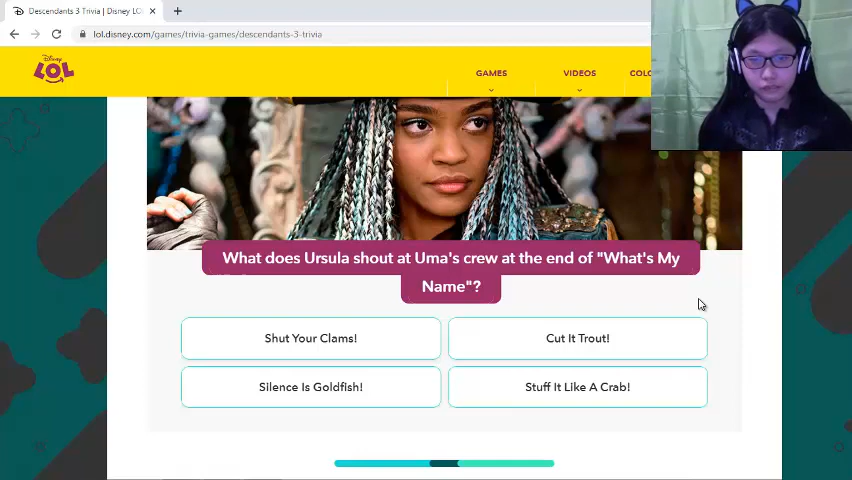 Descendants 3 Trivia | Disney LO
lol.disney.com/games/trivia-games/descendants-3-trivia
Disney
LOL
GAMES
VIDEOS
COLO
What does Ursula shout at Uma's crew at the end of "What's My
Name"?
Shut Your Clams!
Cut It Trout!
Silence Is Goldfish!
Stuff It Like A Crab!